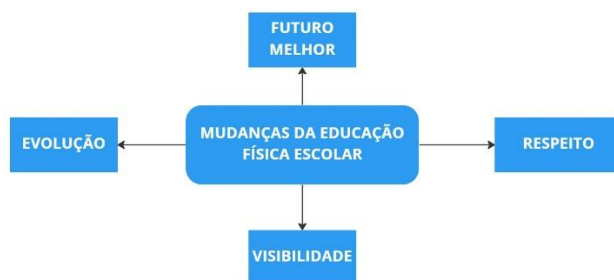 FUTURO
MELHOR
EVOLUÇÃO
MUDANÇAS DA EDUCAÇÃO
FÍSICA ESCOLAR
RESPEITO
VISIBILIDADE